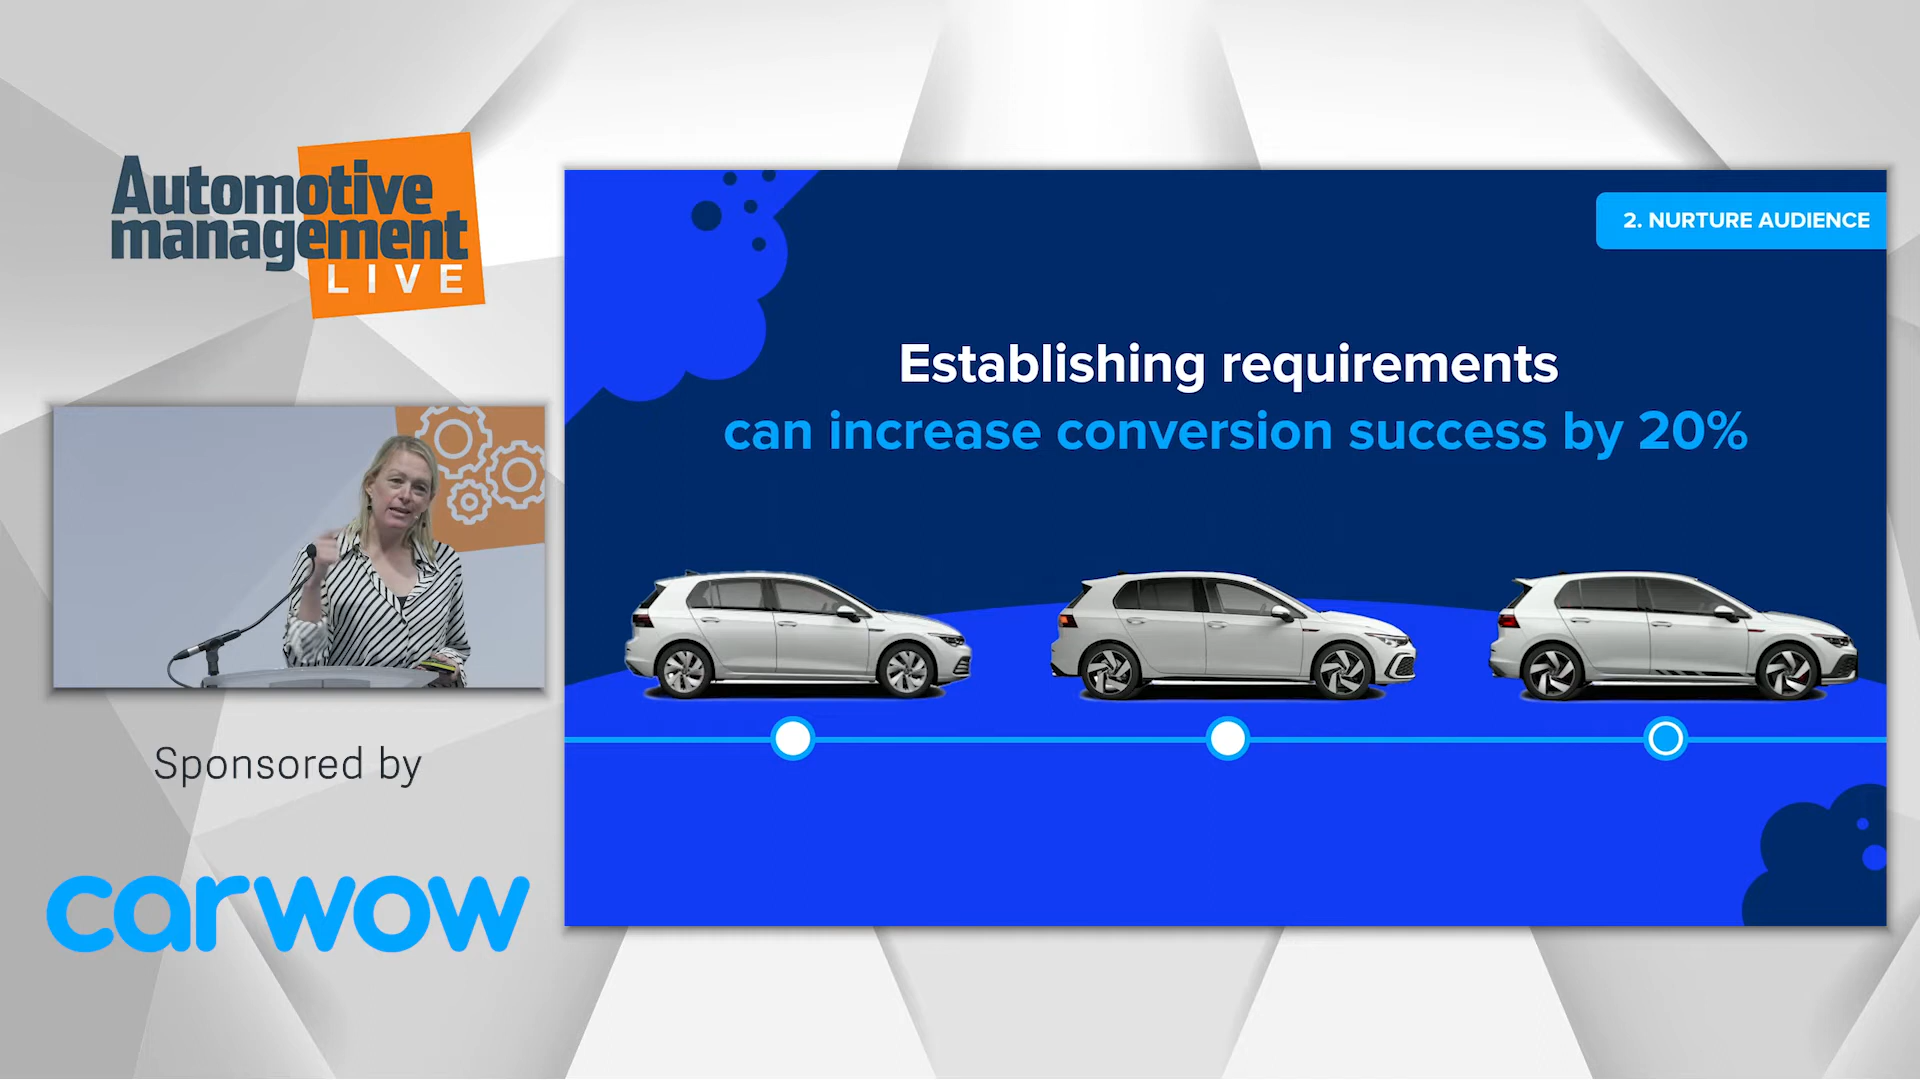 Automotive
management
LIVE
2. NURTURE AUDIENCE
Establishing requirements
can increase conversion success by 20%
Sponsored by
carwow